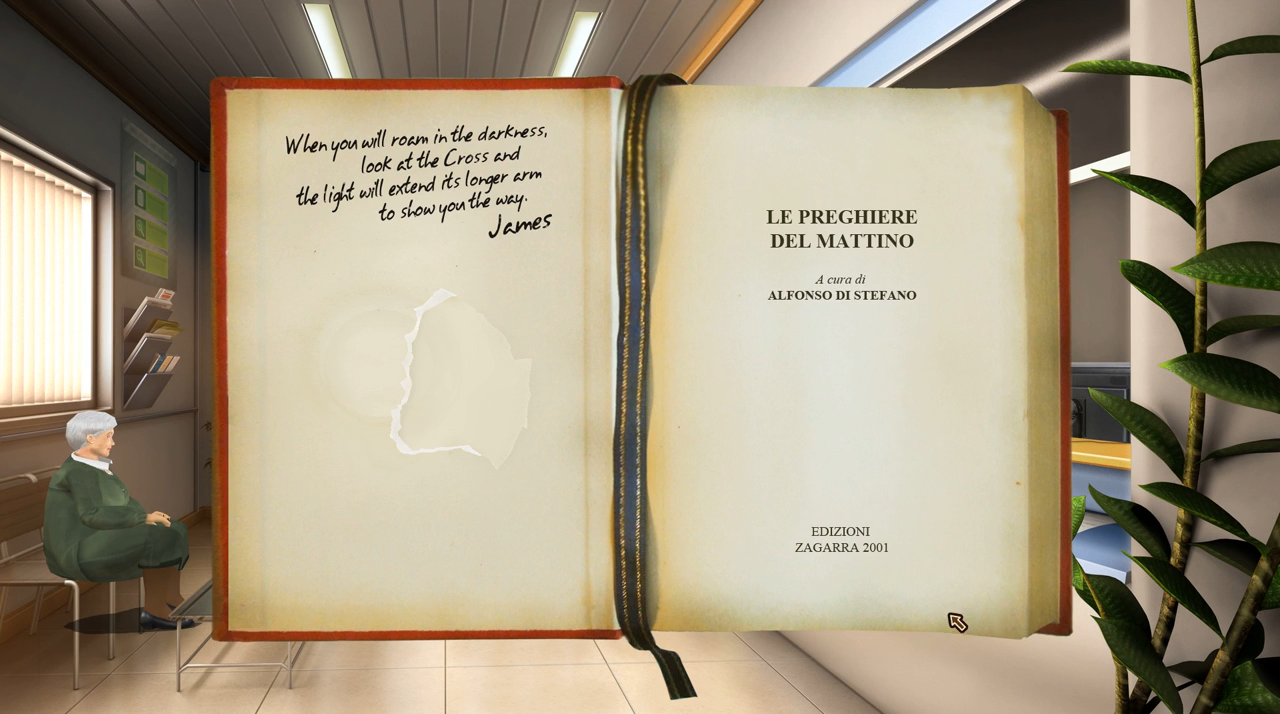 When you will roam in the darkness,
look at the Cross and
the light will extend its longer arm
to show you the way.
James
LE PREGHIERE
DEL MATTINO
A cura di
ALFONSO DI STEFANO
EDIZIONI
ZAGARRA 2001